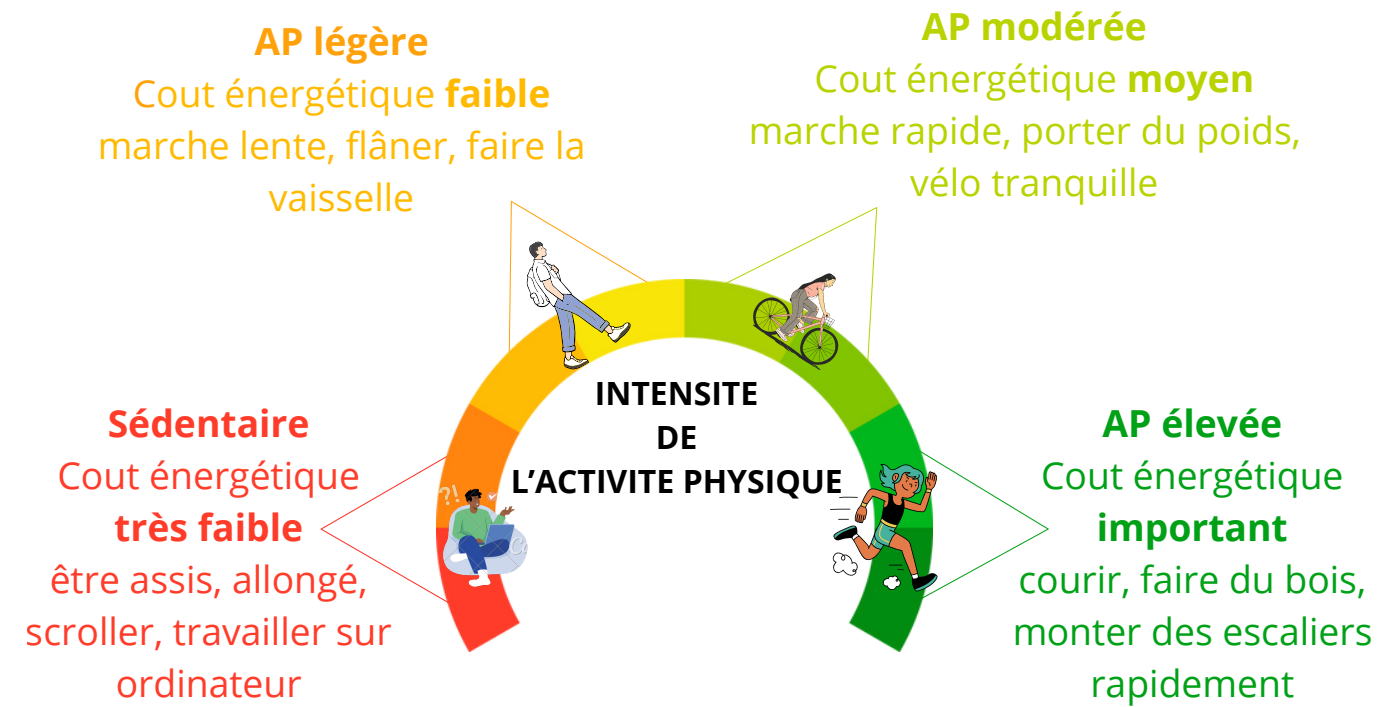 AP légère
Cout énergétique faible
marche lente, flâner, faire la
vaisselle
AP modérée
Cout énergétique moyen
marche rapide, porter du poids,
vélo tranquille
INTENSITE
DE
L’ACTIVITE PHYSIQUE
Sédentaire
Cout énergétique
très faible
être assis, allongé,
scroller, travailler sur
ordinateur
?!
AP élevée
Cout énergétique
important
courir, faire du bois,
monter des escaliers
rapidement